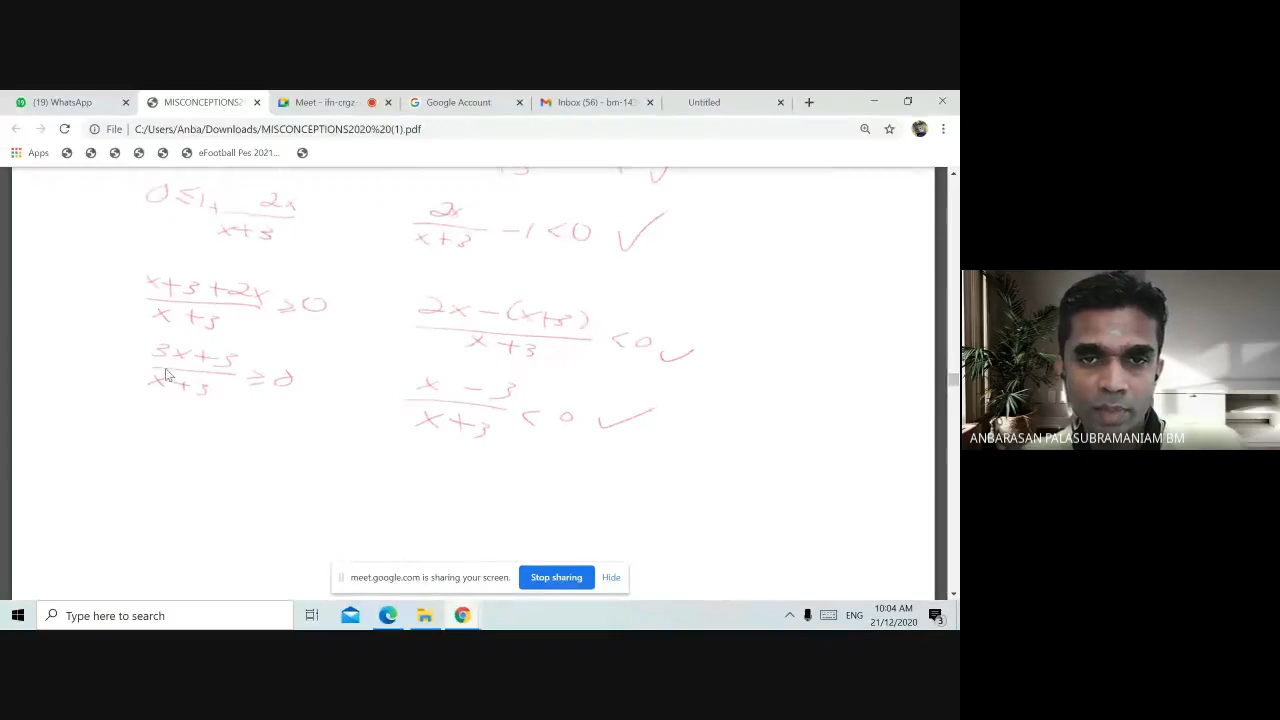 (19) WhatsApp
MISCONCEPTIONS2020
Meet - ifn-crgz-
Google Account
Inbox (56) - bm-142
Untitled
File | C:/Users/Anba/Downloads/MISCONCEPTIONS2020%20(1).pdf
Apps
eFootball Pes 2021...
0 ≤ 1 + 2x
x+3
2x
x+3 - 1 < 0 ✓
x+3+2x
x+3 ≥ 0
2x - (x+3)
x+3 < 0 ✓
3x+3
x+3 ≥ 0
x - 3
x+3 < 0 ✓
ANBARASAN PALASUBRAMANIAM BM
meet.google.com is sharing your screen.
Stop sharing
Hide
Type here to search
ENG
10:04 AM
21/12/2020
3